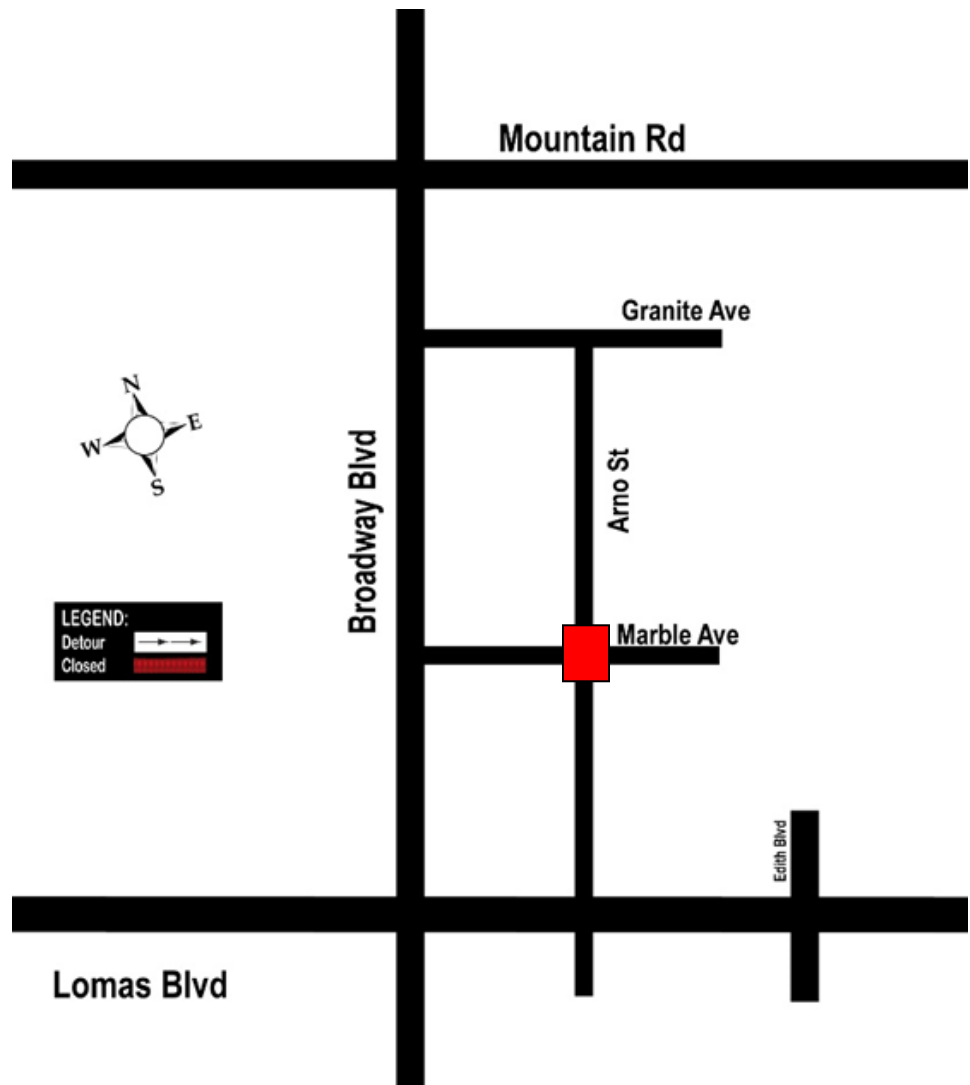 Mountain Rd
Granite Ave
N
W
E
S
Broadway Blvd
Arno St
LEGEND:
Detour
Closed
Marble Ave
Edith Blvd
Lomas Blvd